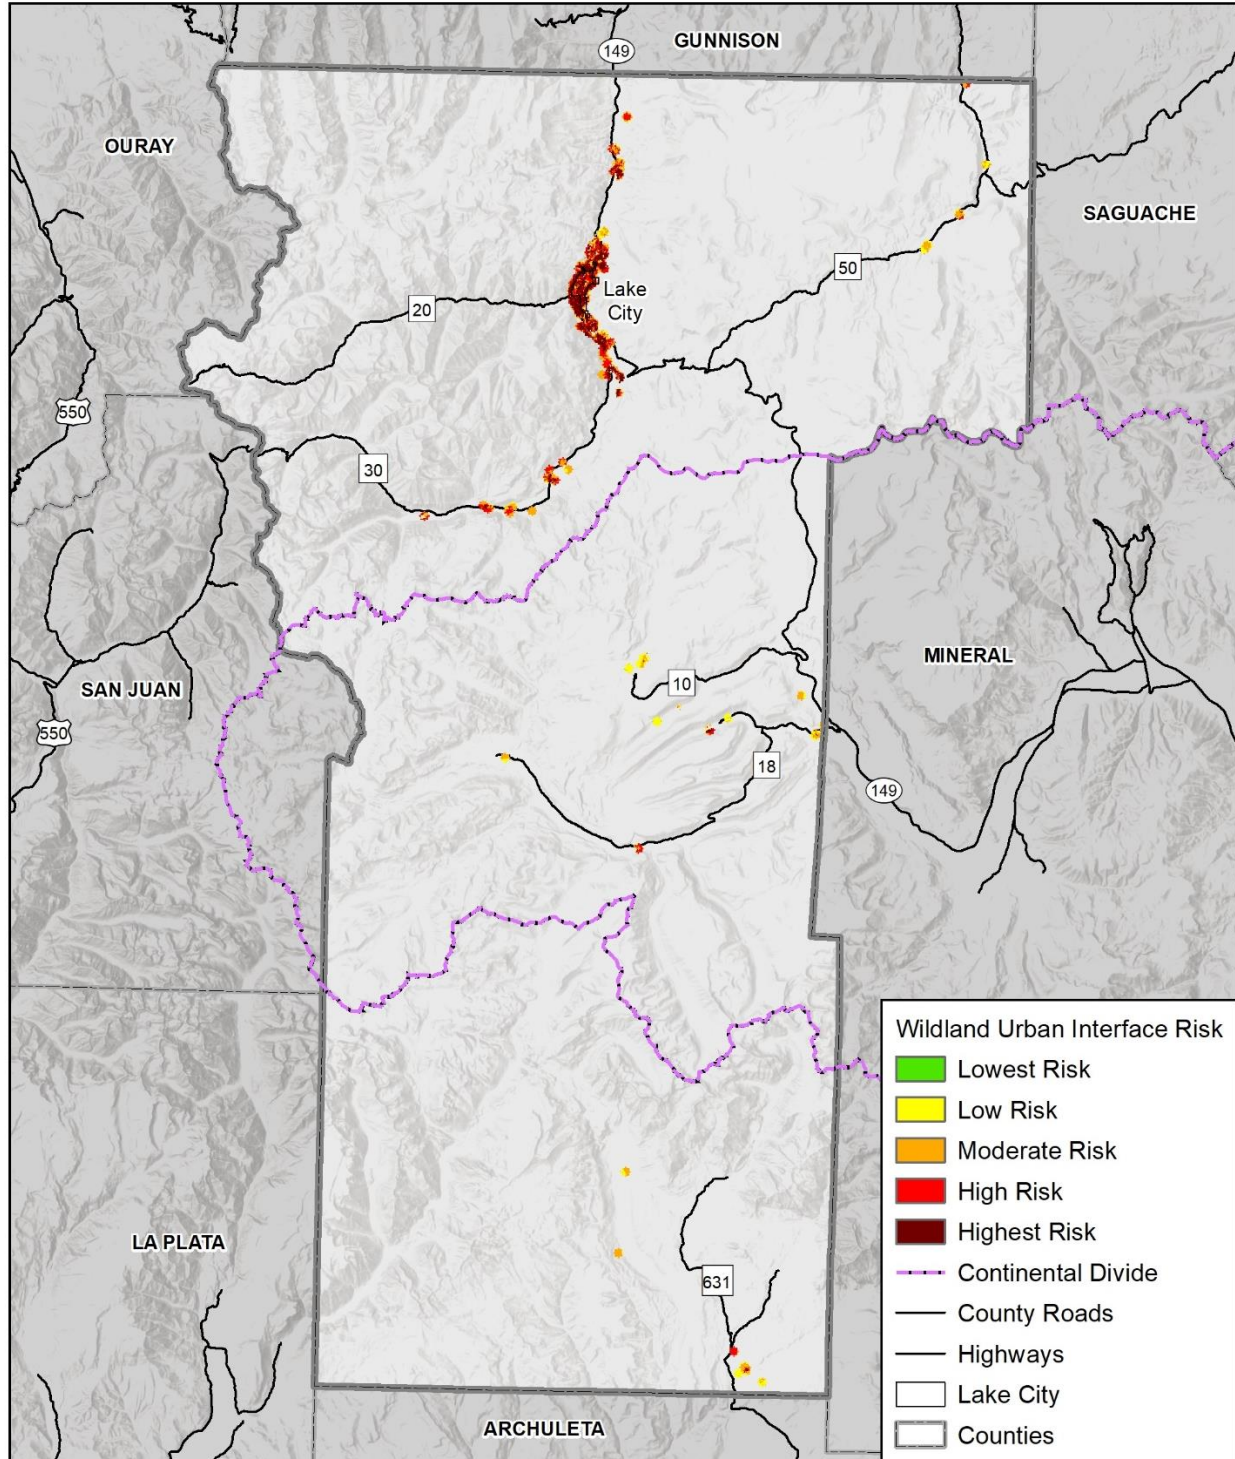 GUNNISON
149
OURAY
SAGUACHE
50
Lake
City
20
550
30
MINERAL
SAN JUAN
10
550
18
149
LA PLATA
631
ARCHULETA
Wildland Urban Interface Risk
Lowest Risk
Low Risk
Moderate Risk
High Risk
Highest Risk
Continental Divide
County Roads
Highways
Lake City
Counties